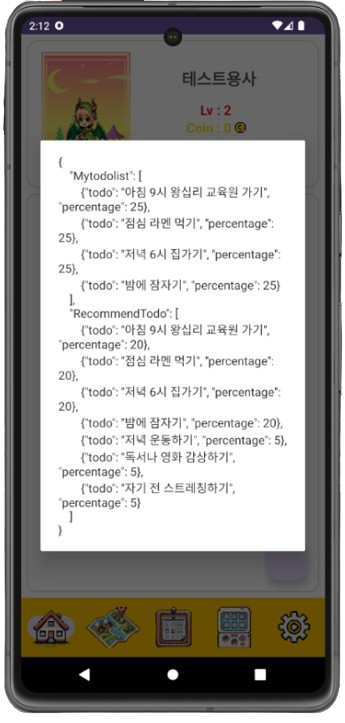 2:12
테스트용사
Lv : 2
Coin : 0
{
"Mytodolist": [
{"todo": "아침 9시 왕십리 교육원 가기",
"percentage": 25},
{"todo": "점심 라멘 먹기", "percentage":
25},
{"todo": "저녁 6시 집가기", "percentage":
25},
{"todo": "밤에 잠자기", "percentage": 25}
],
"RecommendTodo": [
{"todo": "아침 9시 왕십리 교육원 가기",
"percentage": 20},
{"todo": "점심 라멘 먹기", "percentage":
20},
{"todo": "저녁 6시 집가기", "percentage":
20},
{"todo": "밤에 잠자기", "percentage": 20},
{"todo": "저녁 운동하기", "percentage": 5},
{"todo": "독서나 영화 감상하기",
"percentage": 5},
{"todo": "자기 전 스트레칭하기",
"percentage": 5}
]
}